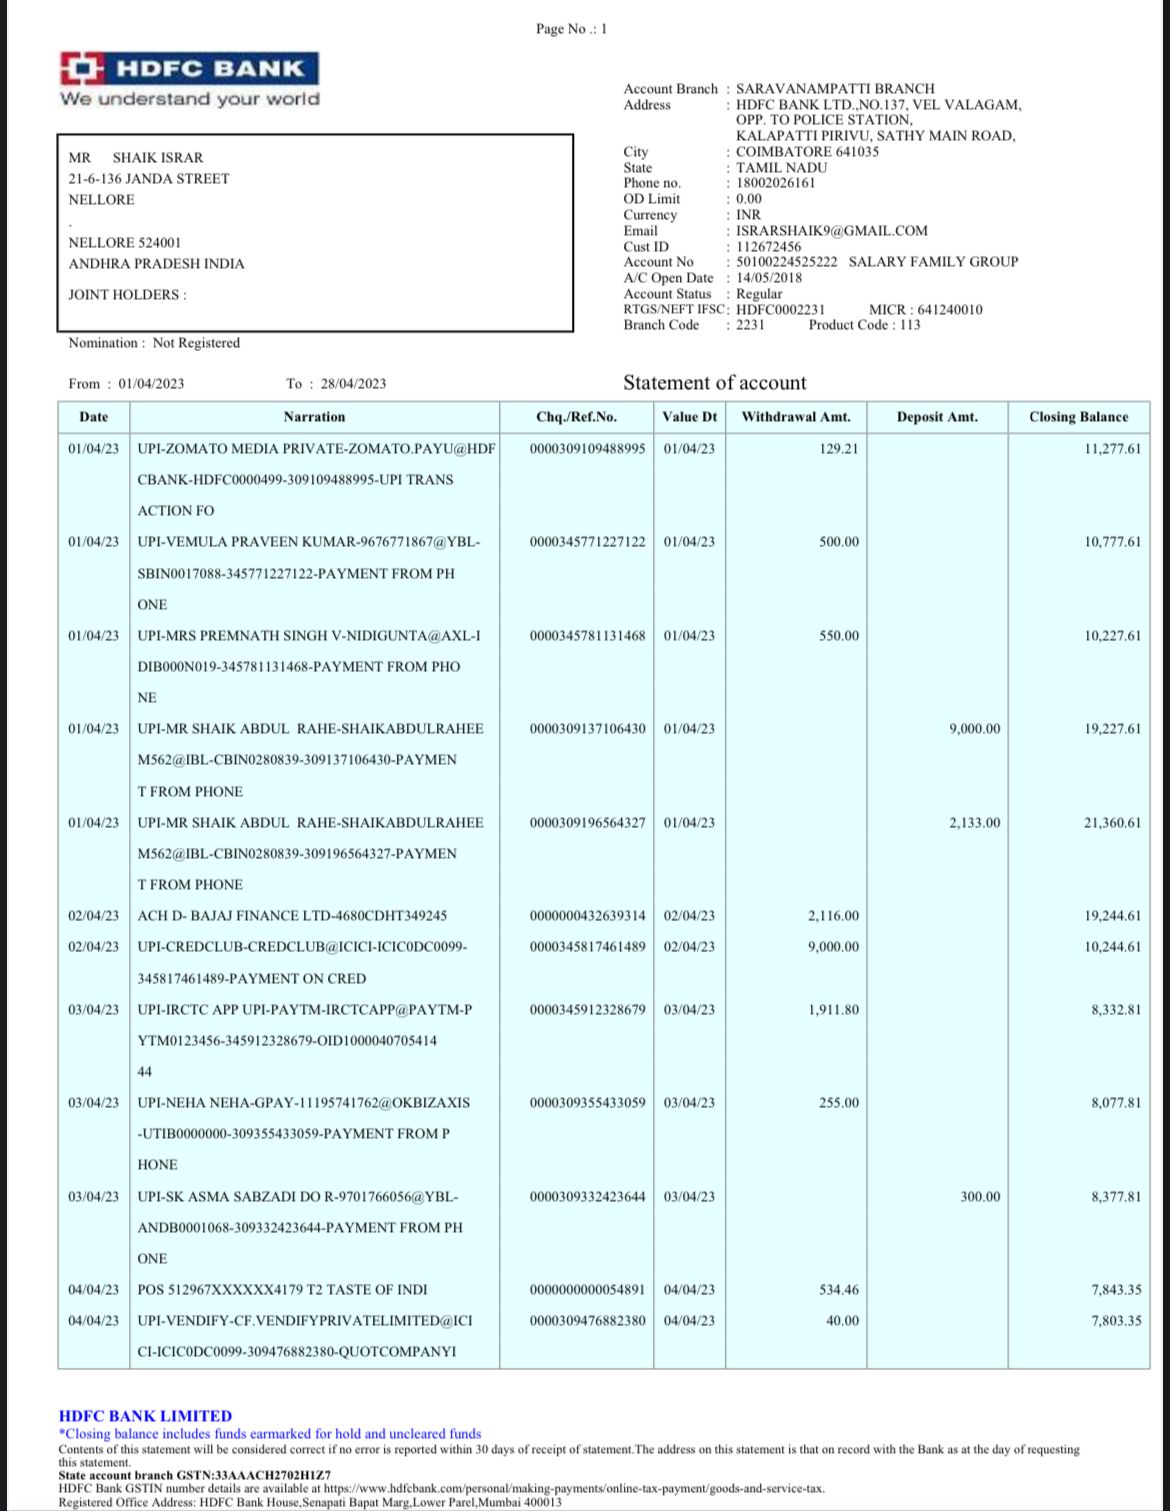 Page No .: 1
HDFC BANK
We understand your world
Account Branch : SARAVANAMPATTI BRANCH
Address : HDFC BANK LTD.,NO.137, VEL VALAGAM,
OPP. TO POLICE STATION,
KALAPATTI PIRIVU, SATHY MAIN ROAD,
City : COIMBATORE 641035
State : TAMIL NADU
Phone no. : 18002026161
OD Limit : 0.00
Currency : INR
Email : ISRARSHAIK9@GMAIL.COM
Cust ID : 112672456
Account No : 50100224525222 SALARY FAMILY GROUP
A/C Open Date : 14/05/2018
Account Status : Regular
RTGS/NEFT IFSC: HDFC0002231 MICR : 641240010
Branch Code : 2231 Product Code : 113
MR SHAIK ISRAR
21-6-136 JANDA STREET
NELLORE
.
NELLORE 524001
ANDHRA PRADESH INDIA
JOINT HOLDERS :
Nomination : Not Registered
From : 01/04/2023 To : 28/04/2023 Statement of account
Date Narration Chq./Ref.No. Value Dt Withdrawal Amt. Deposit Amt. Closing Balance
01/04/23 UPI-ZOMATO MEDIA PRIVATE-ZOMATO.PAYU@HDF 0000309109488995 01/04/23 129.21 11,277.61
CBANK-HDFC0000499-309109488995-UPI TRANS
ACTION FO
01/04/23 UPI-VEMULA PRAVEEN KUMAR-9676771867@YBL- 0000345771227122 01/04/23 500.00 10,777.61
SBIN0017088-345771227122-PAYMENT FROM PH
ONE
01/04/23 UPI-MRS PREMNATH SINGH V-NIDIGUNTA@AXL-I 0000345781131468 01/04/23 550.00 10,227.61
DIB000N019-345781131468-PAYMENT FROM PHO
NE
01/04/23 UPI-MR SHAIK ABDUL RAHE-SHAIKABDULRAHEE 0000309137106430 01/04/23 9,000.00 19,227.61
M562@IBL-CBIN0280839-309137106430-PAYMEN
T FROM PHONE
01/04/23 UPI-MR SHAIK ABDUL RAHE-SHAIKABDULRAHEE 0000309196564327 01/04/23 2,133.00 21,360.61
M562@IBL-CBIN0280839-309196564327-PAYMEN
T FROM PHONE
02/04/23 ACH D- BAJAJ FINANCE LTD-4680CDHT349245 0000000432639314 02/04/23 2,116.00 19,244.61
02/04/23 UPI-CREDCLUB-CREDCLUB@ICICI-ICIC0DC0099- 0000345817461489 02/04/23 9,000.00 10,244.61
345817461489-PAYMENT ON CRED
03/04/23 UPI-IRCTC APP UPI-PAYTM-IRCTCAPP@PAYTM-P 0000345912328679 03/04/23 1,911.80 8,332.81
YTM0123456-345912328679-OID1000040705414
44
03/04/23 UPI-NEHA NEHA-GPAY-11195741762@OKBIZAXIS 0000309355433059 03/04/23 255.00 8,077.81
-UTIB0000000-309355433059-PAYMENT FROM P
HONE
03/04/23 UPI-SK ASMA SABZADI DO R-9701766056@YBL- 0000309332423644 03/04/23 300.00 8,377.81
ANDB0001068-309332423644-PAYMENT FROM PH
ONE
04/04/23 POS 512967XXXXXX4179 T2 TASTE OF INDI 0000000000054891 04/04/23 534.46 7,843.35
04/04/23 UPI-VENDIFY-CF.VENDIFYPRIVATELIMITED@ICI 0000309476882380 04/04/23 40.00 7,803.35
CI-ICIC0DC0099-309476882380-QUOTCOMPANYI
HDFC BANK LIMITED
*Closing balance includes funds earmarked for hold and uncleared funds
Contents of this statement will be considered correct if no error is reported within 30 days of receipt of statement.The address on this statement is that on record with the Bank as at the day of requesting
this statement.
State account branch GSTN:33AAACH2702H1Z7
HDFC Bank GSTIN number details are available at https://www.hdfcbank.com/personal/making-payments/online-tax-payment/goods-and-service-tax.
Registered Office Address: HDFC Bank House,Senapati Bapat Marg,Lower Parel,Mumbai 400013